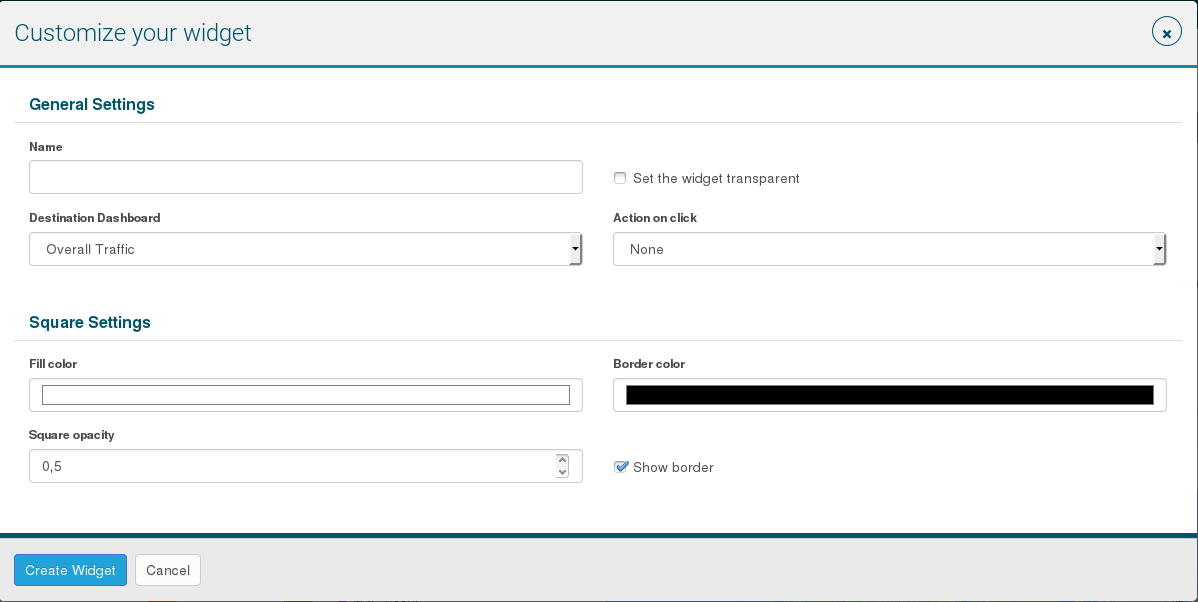 Customize your widget
General Settings
Name
Set the widget transparent
Destination Dashboard
Action on click
Overall Traffic
None
Square Settings
Fill color
Border color
Square opacity
0,5
Show border
Create Widget
Cancel